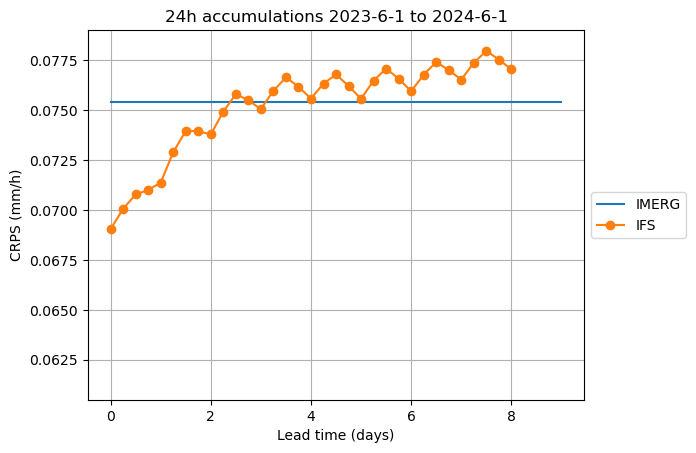 24h accumulations 2023-6-1 to 2024-6-1
CRPS (mm/h)
0.0775
0.0750
0.0725
0.0700
0.0675
0.0650
0.0625
0 2 4 6 8
Lead time (days)
IMERG
IFS